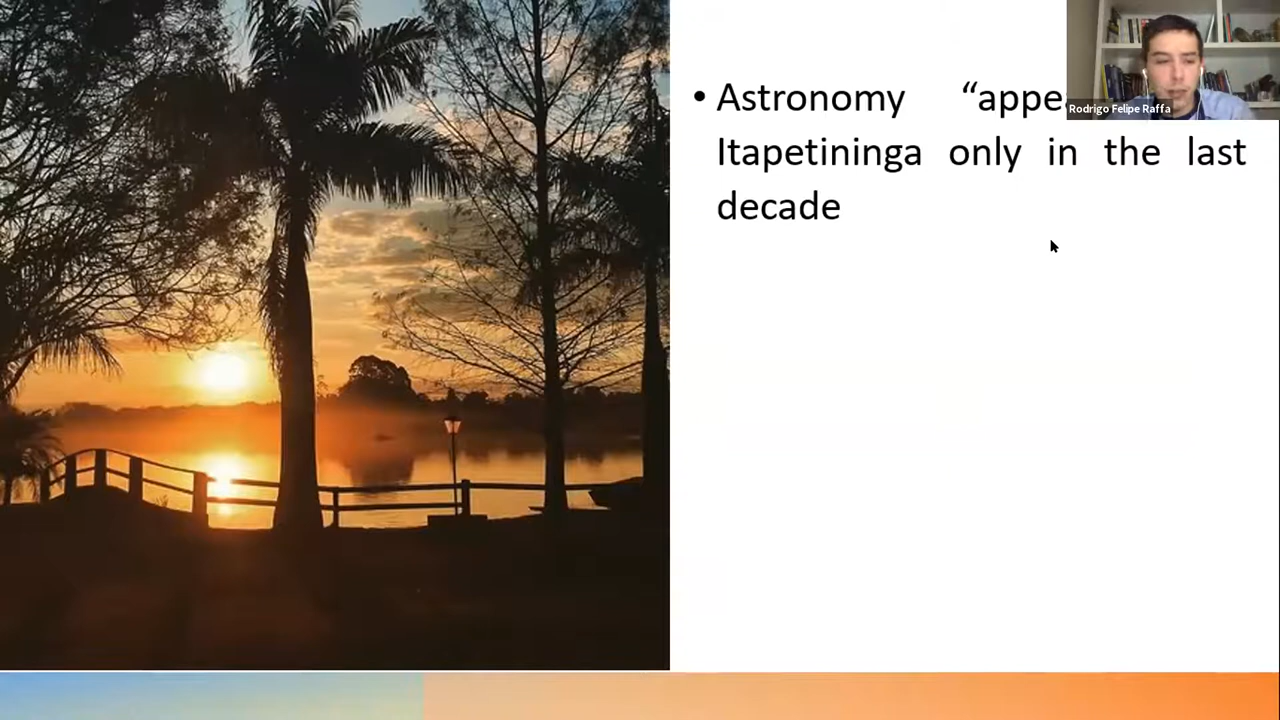 • Astronomy “appe
Rodrigo Felipe Raffa
Itapetininga only in the last
decade